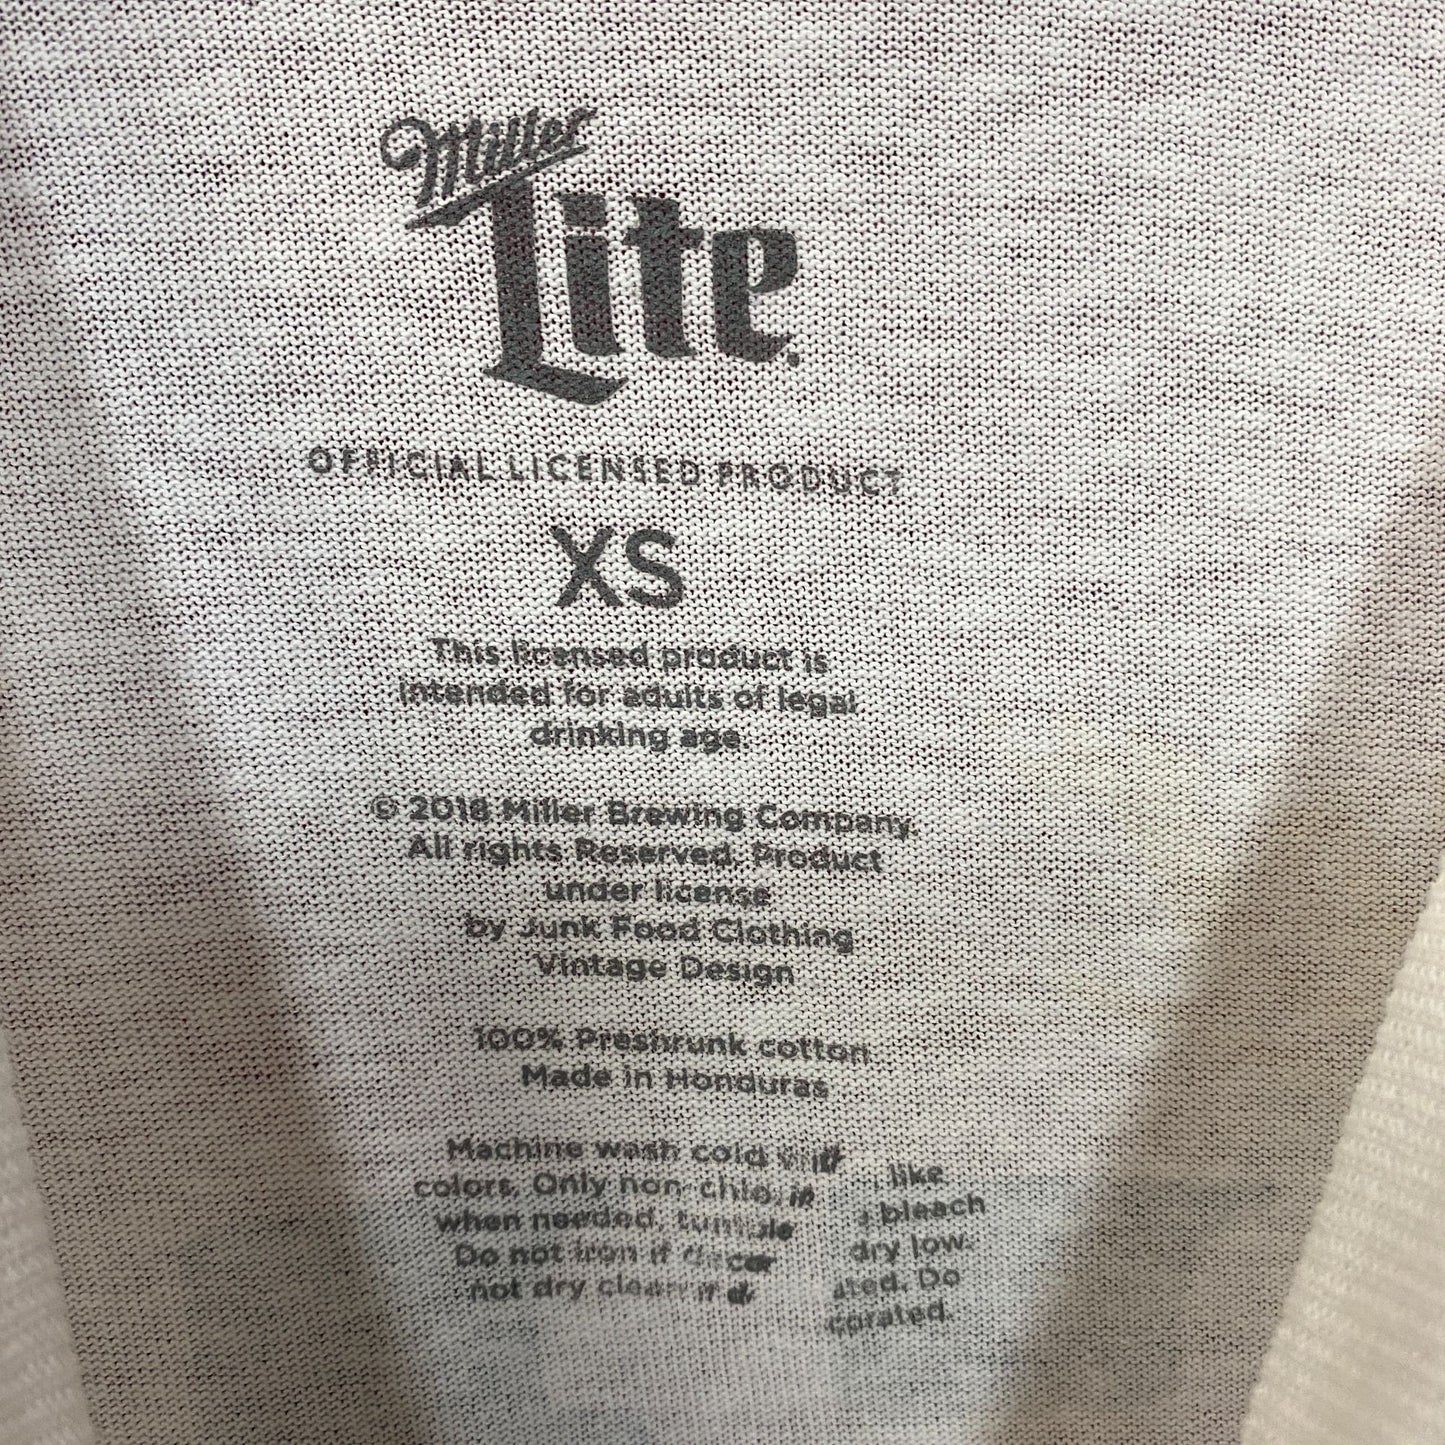 Miller
Lite
OFFICIAL LICENSED PRODUCT
XS
This licensed product is
intended for adults of legal
drinking age.
© 2018 Miller Brewing Company.
All rights Reserved. Product
under license
by Junk Food Clothing
Vintage Design
100% Preshrunk cotton
Made in Honduras
Machine wash cold like
colors. Only non bleach
when needed, tumble dry low.
Do not iron if Do
not dry clean if